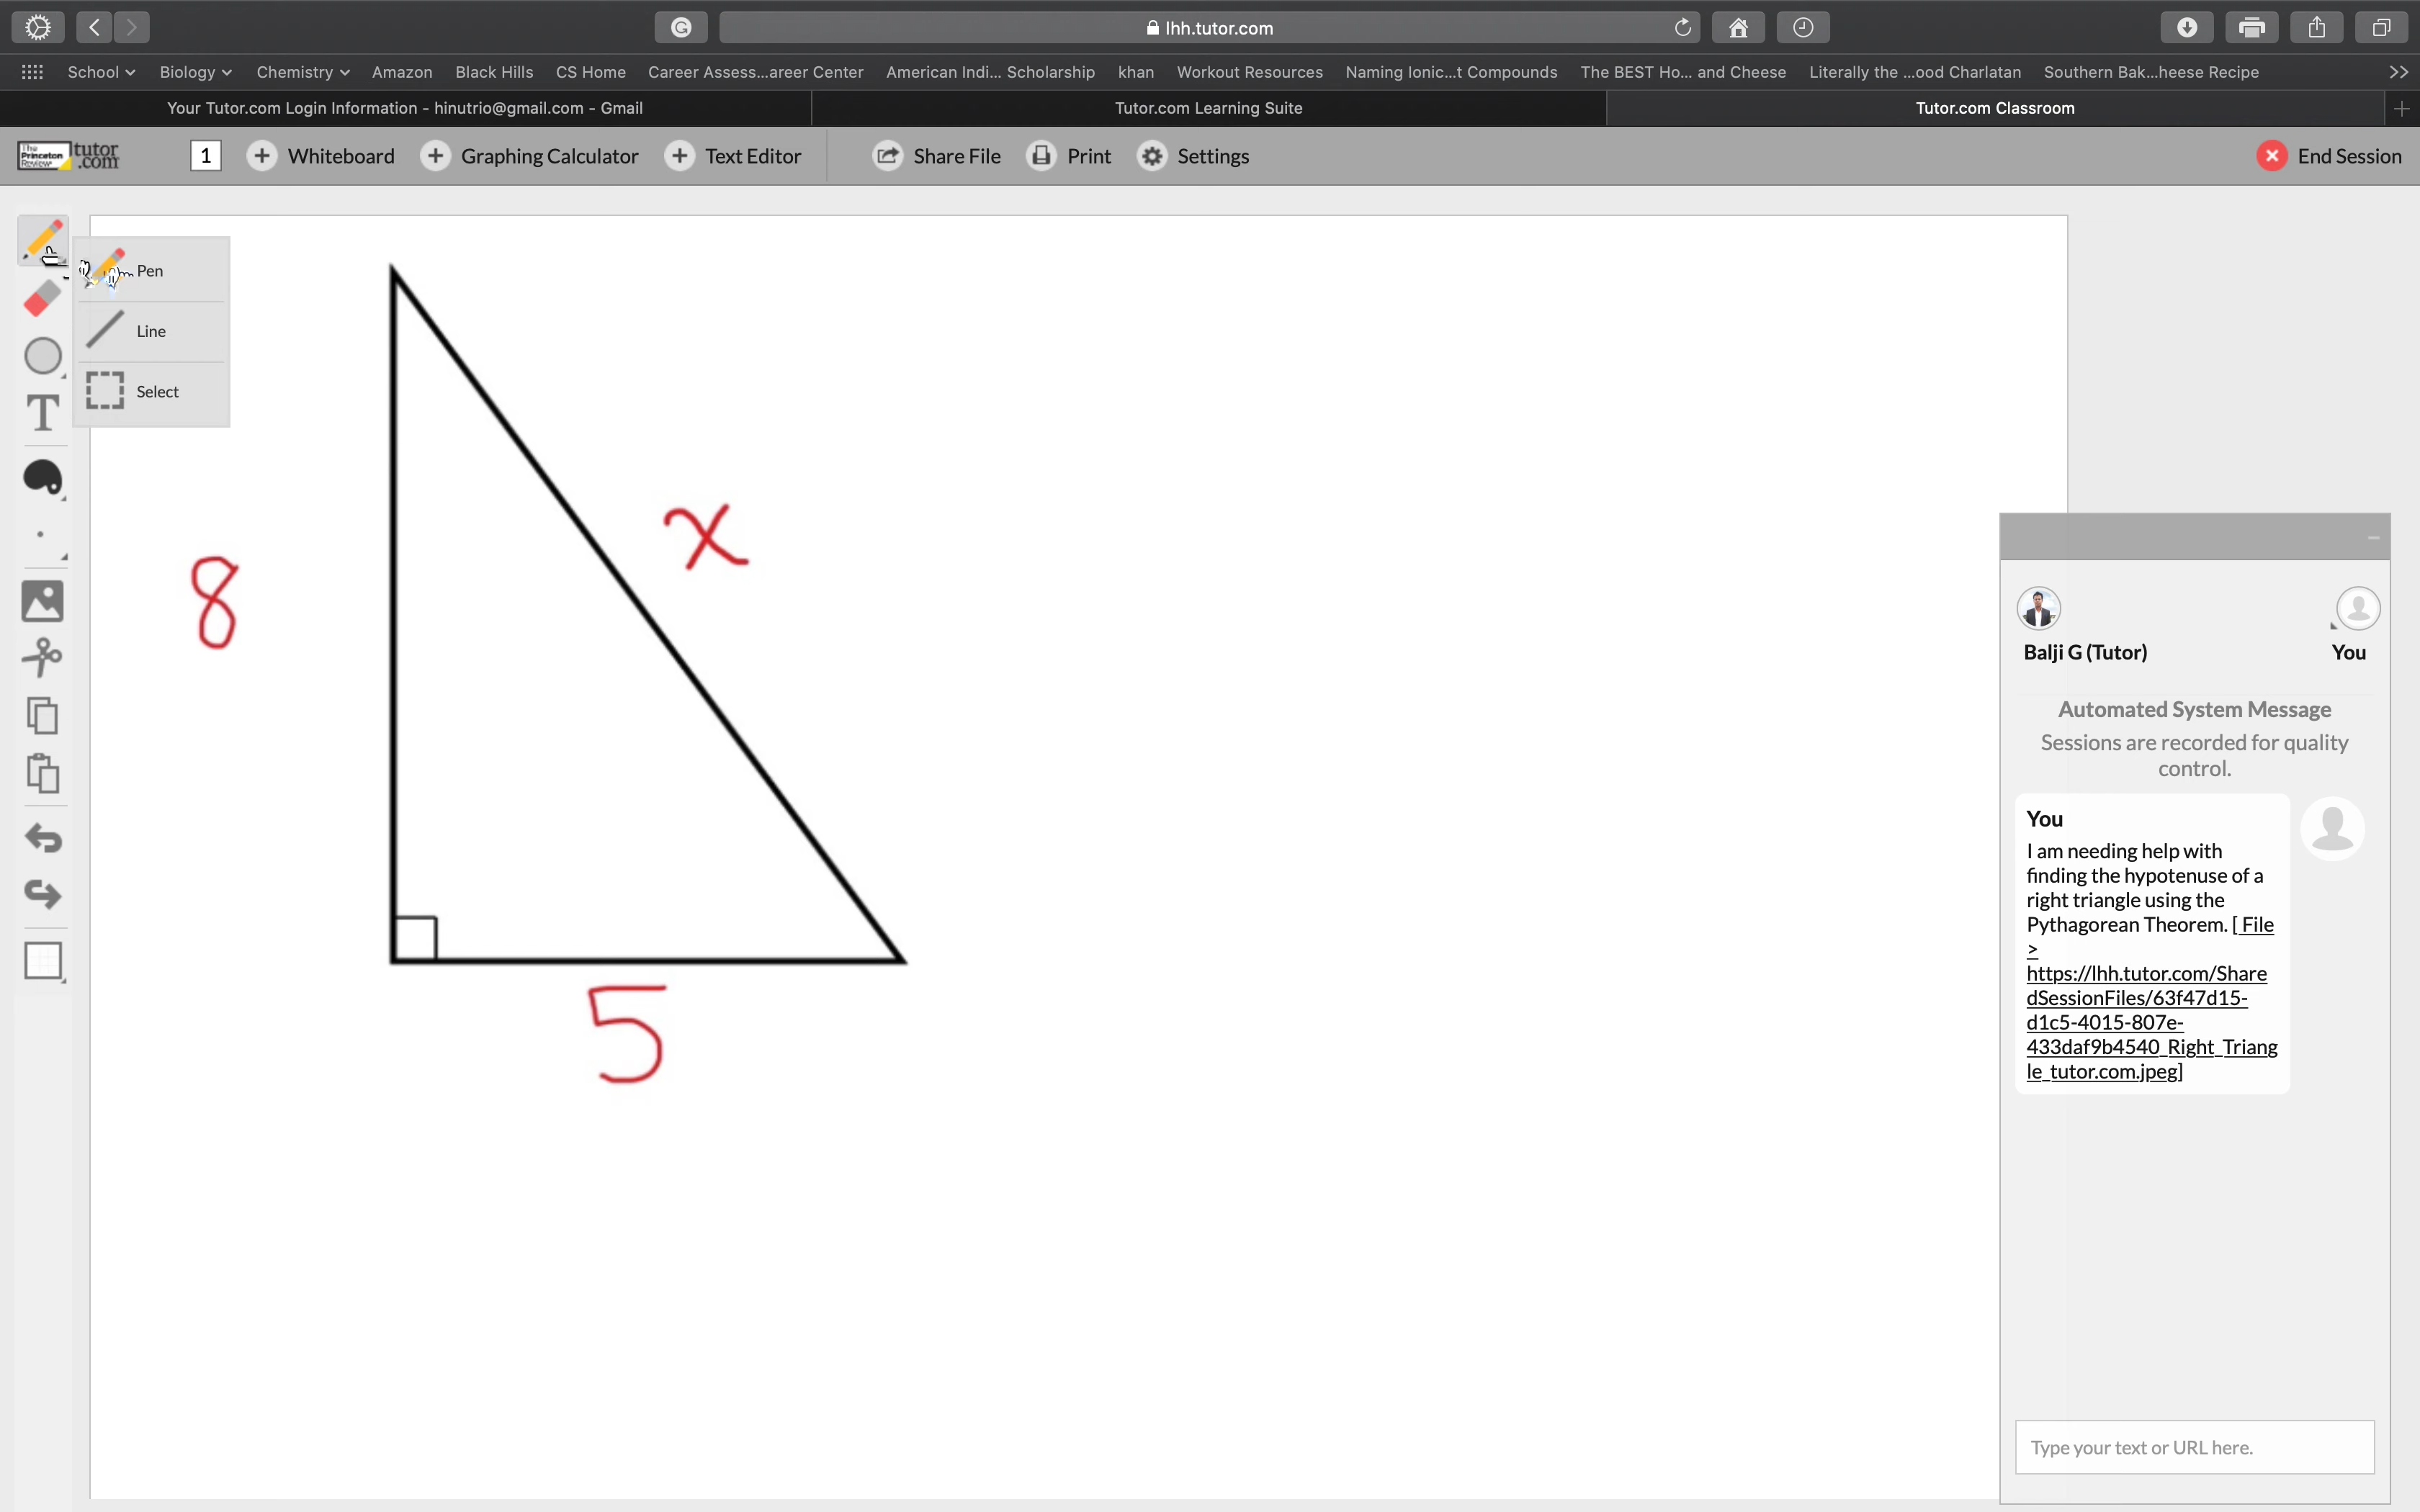 lhh.tutor.com
School Biology Chemistry Amazon Black Hills CS Home Career Assess...areer Center American Indi... Scholarship khan Workout Resources Naming Ionic...t Compounds The BEST Ho... and Cheese Literally the ...ood Charlatan Southern Bak...heese Recipe
Your Tutor.com Login Information - hinutrio@gmail.com - Gmail
Tutor.com Learning Suite
Tutor.com Classroom
The
Princeton
Review
tutor
.com
1 Whiteboard Graphing Calculator Text Editor Share File Print Settings End Session
Pen
Line
Select
T
x
8
5
Balji G (Tutor) You
Automated System Message
Sessions are recorded for quality
control.
You
I am needing help with
finding the hypotenuse of a
right triangle using the
Pythagorean Theorem. [ File
>
https://lhh.tutor.com/Share
dSessionFiles/63f47d15-
d1c5-4015-807e-
433daf9b4540_Right_Triang
le_tutor.com.jpeg]
Type your text or URL here.